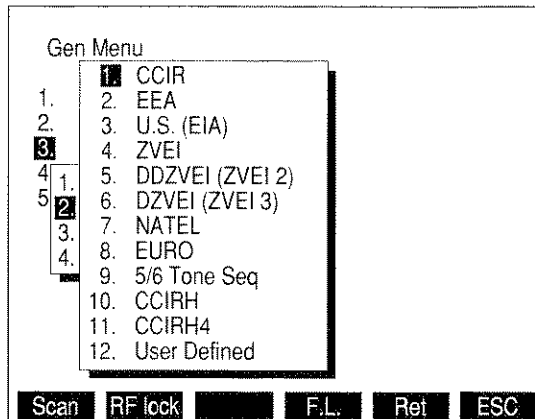 Gen Menu
1. CCIR
2. EEA
3. U.S. (EIA)
4. ZVEI
5. DDZVEI (ZVEI 2)
6. DZVEI (ZVEI 3)
7. NATEL
8. EURO
9. 5/6 Tone Seq
10. CCIRH
11. CCIRH4
12. User Defined
1.
2.
3.
4
5
1.
2.
3.
4.
Scan RF lock F.L. Ret ESC